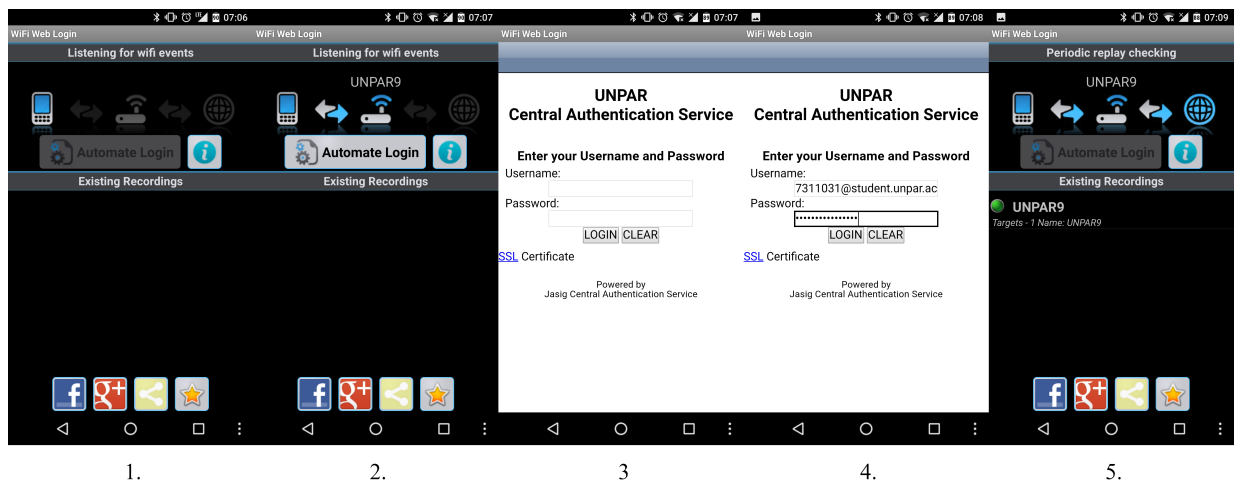 07:06
WiFi Web Login
Listening for wifi events
Automate Login
Existing Recordings
1.
07:07
WiFi Web Login
Listening for wifi events
UNPAR9
Automate Login
Existing Recordings
2.
07:07
WiFi Web Login
UNPAR
Central Authentication Service
Enter your Username and Password
Username:
Password:
LOGIN CLEAR
SSL Certificate
Powered by
Jasig Central Authentication Service
3
07:08
WiFi Web Login
UNPAR
Central Authentication Service
Enter your Username and Password
Username:
7311031@student.unpar.ac
Password:
••••••••••••••••
LOGIN CLEAR
SSL Certificate
Powered by
Jasig Central Authentication Service
4.
07:09
WiFi Web Login
Periodic replay checking
UNPAR9
Automate Login
Existing Recordings
UNPAR9
Targets - 1 Name: UNPAR9
5.